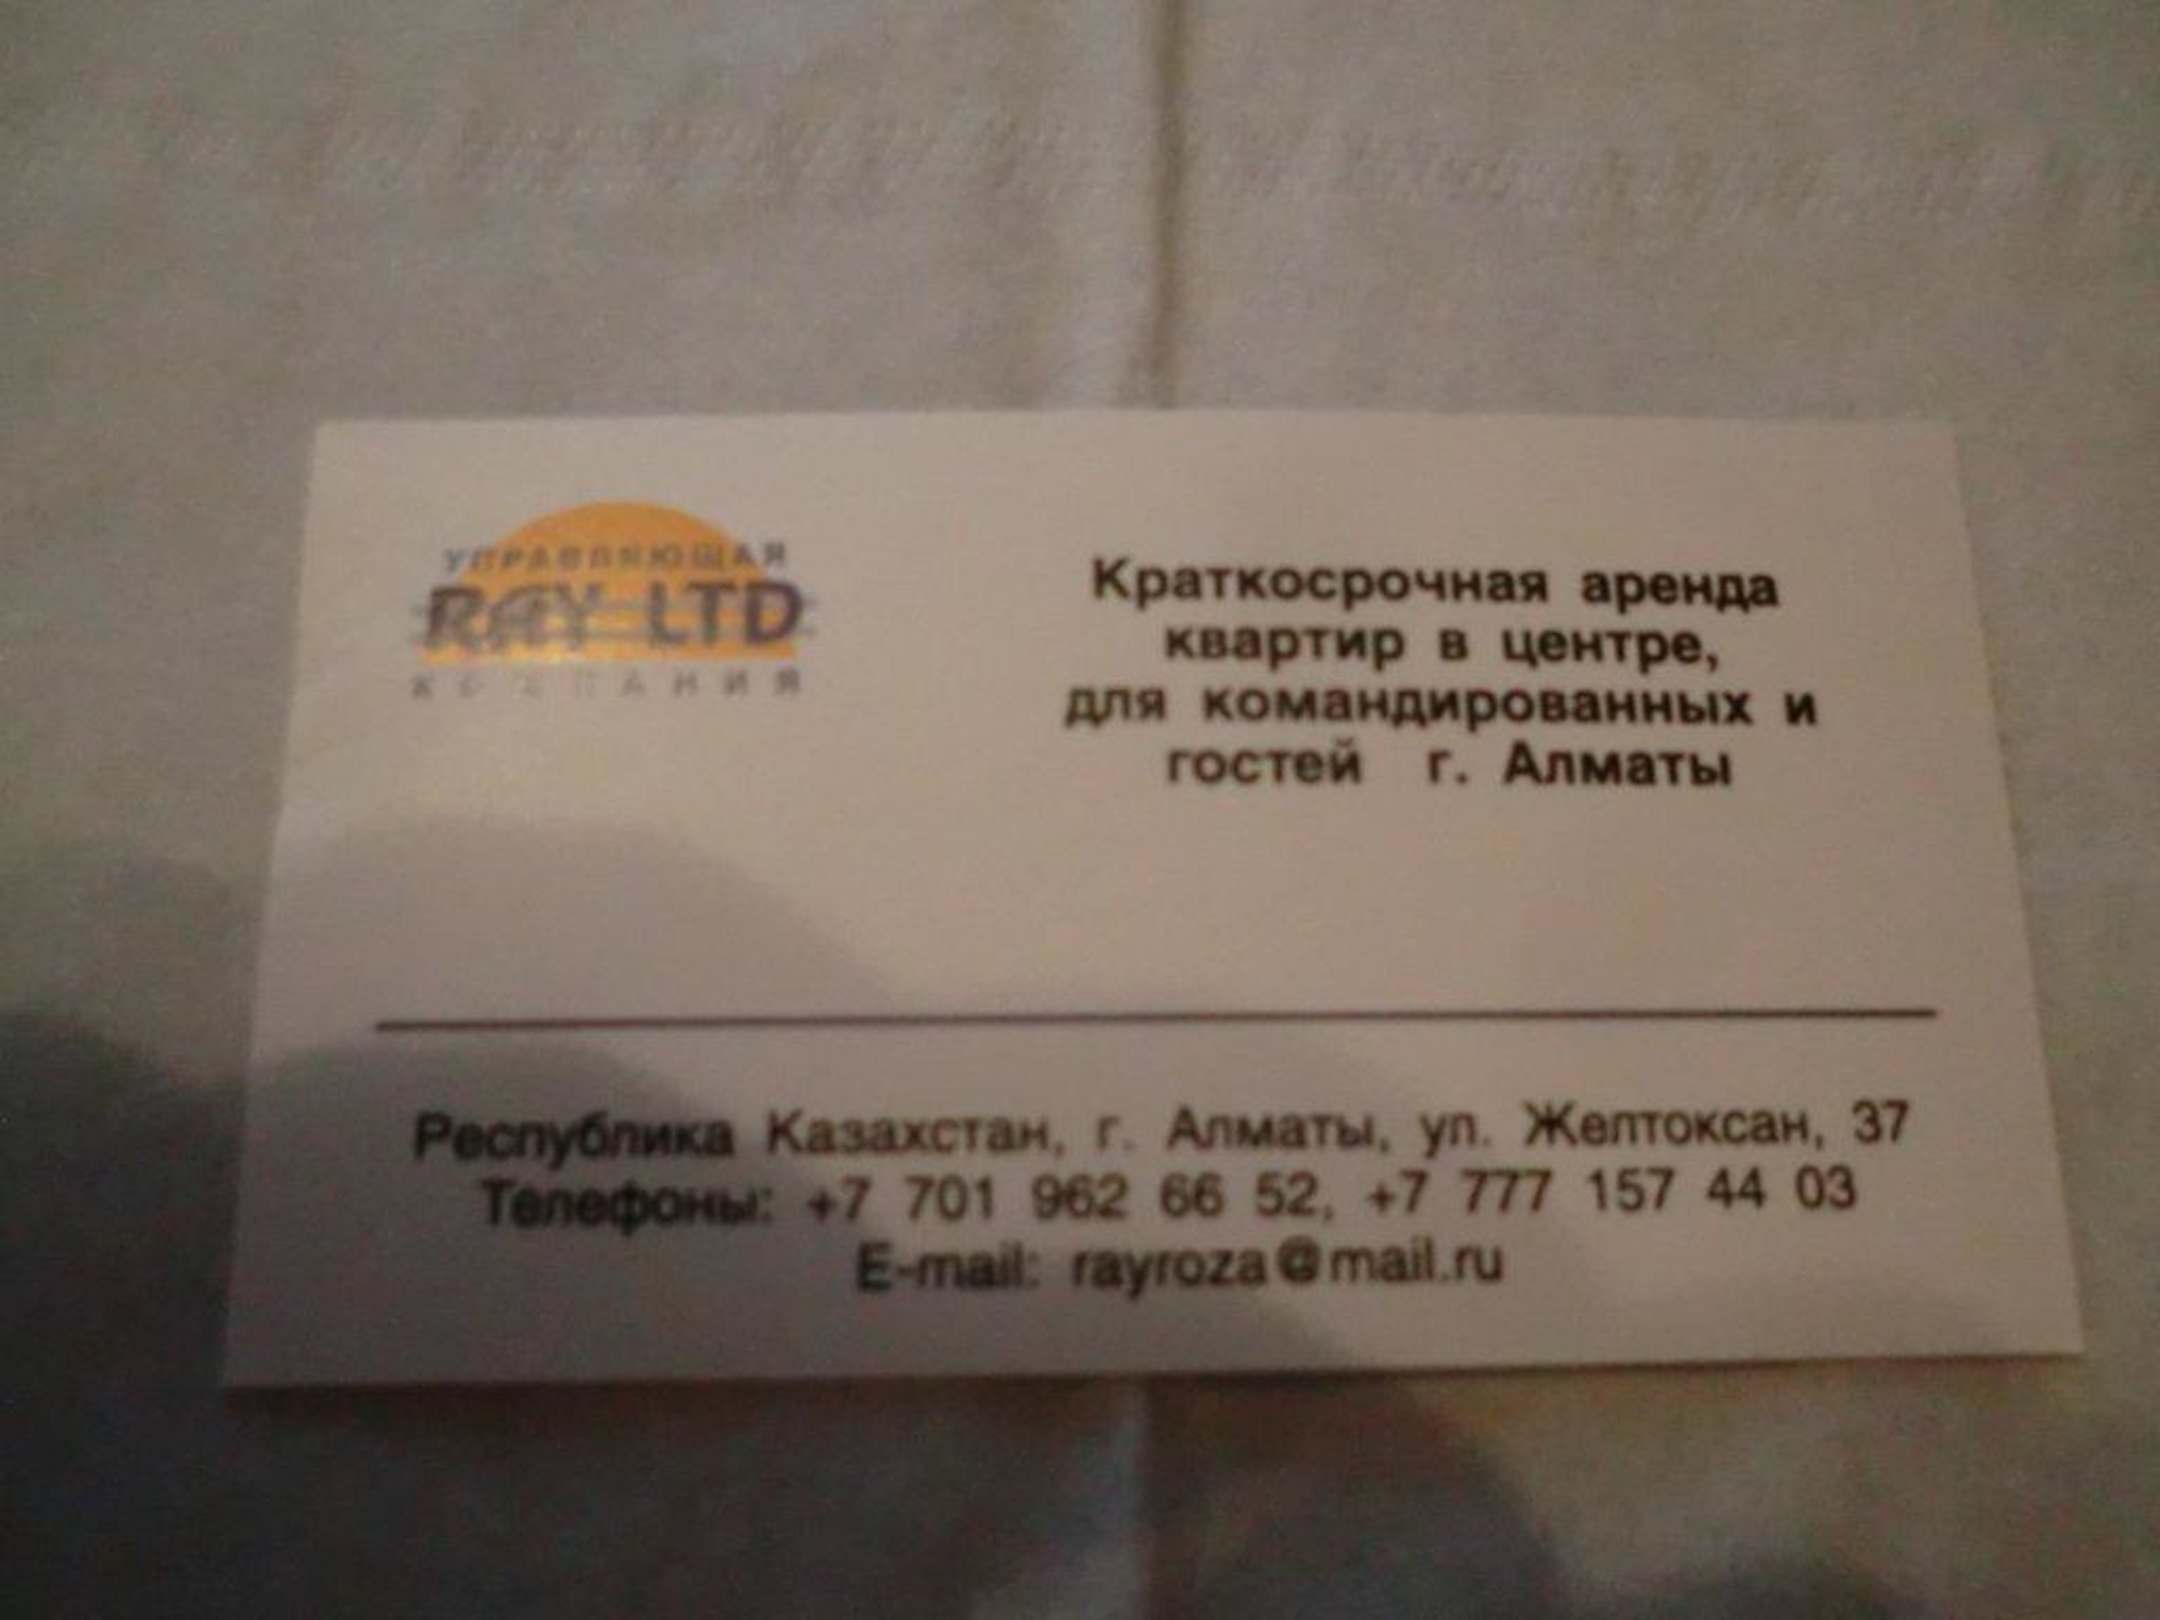 УПРАВЛЯЮЩАЯ
RAY LTD
КОМПАНИЯ
Краткосрочная аренда
квартир в центре,
для командированных и
гостей г. Алматы
Республика Казахстан, г. Алматы, ул. Желтоксан, 37
Телефоны: +7 701 962 66 52, +7 777 157 44 03
E-mail: rayroza@mail.ru